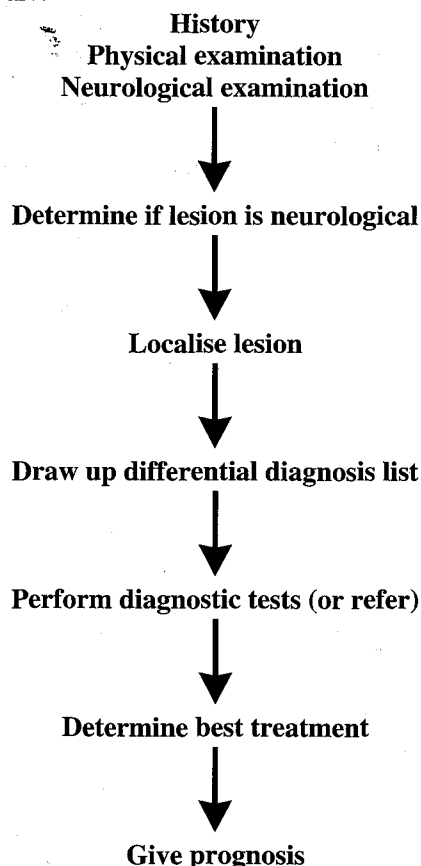 History
Physical examination
Neurological examination
Determine if lesion is neurological
Localise lesion
Draw up differential diagnosis list
Perform diagnostic tests (or refer)
Determine best treatment
Give prognosis